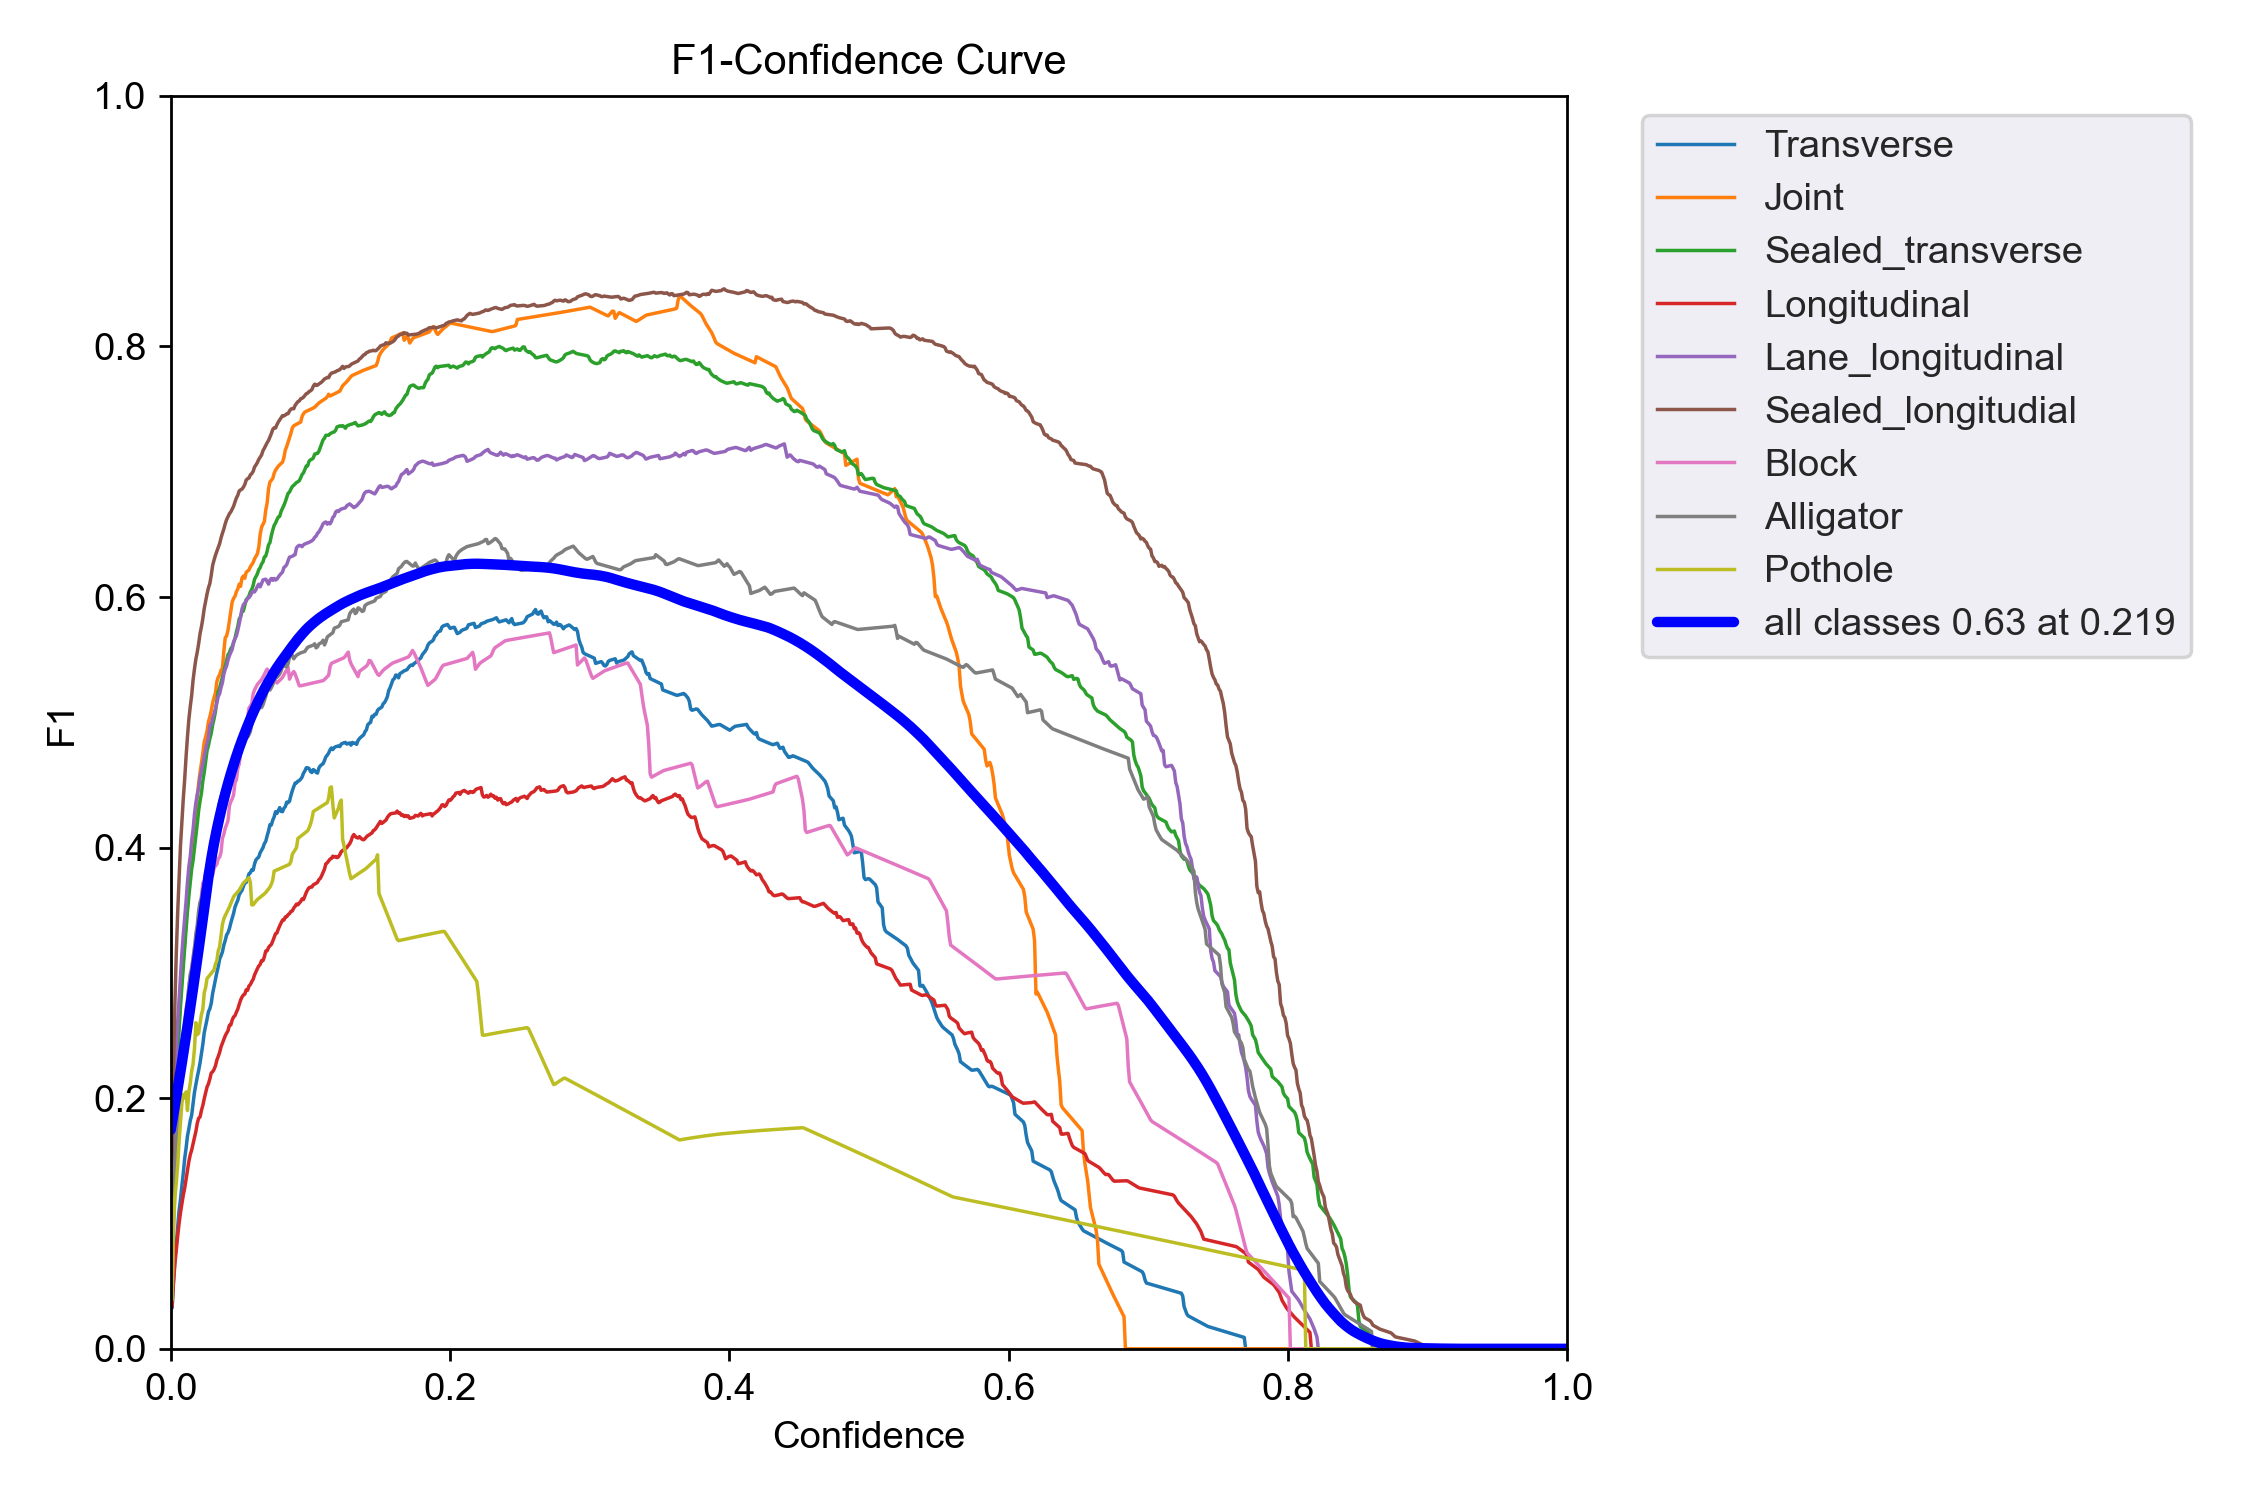 F1-Confidence Curve
1.0
0.8
0.6
0.4
0.2
0.0
F1
0.0 0.2 0.4 0.6 0.8 1.0
Confidence
Transverse
Joint
Sealed_transverse
Longitudinal
Lane_longitudinal
Sealed_longitudial
Block
Alligator
Pothole
all classes 0.63 at 0.219